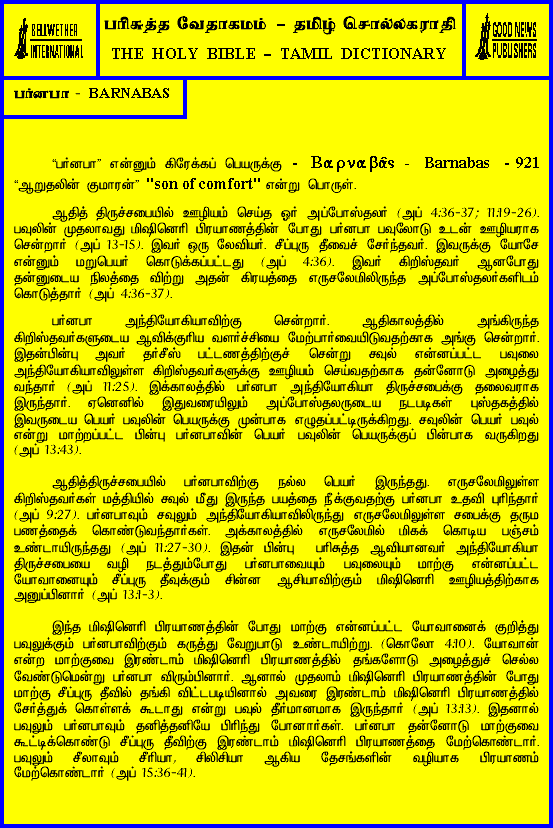 BELLWETHER
INTERNATIONAL
பரிசுத்த வேதாகமம் – தமிழ் சொல்லகராதி
THE HOLY BIBLE – TAMIL DICTIONARY
GOOD NEWS
PUBLISHERS
பர்னபா - BARNABAS
“பர்னபா” என்னும் கிரேக்கப் பெயருக்கு - Βαρναβᾶς - Barnabas - 921
“ஆறுதலின் குமாரன்” "son of comfort" என்று பொருள்.
ஆதித் திருச்சபையில் ஊழியம் செய்த ஓர் அப்போஸ்தலர் (அப் 4:36-37; 11:19-26).
பவுலின் முதலாவது மிஷினெரி பிரயாணத்தின் போது பர்னபா பவுலோடு உடன் ஊழியராக
சென்றார் (அப் 13-15). இவர் ஒரு லேவியர். சீப்புரு தீவைச் சேர்ந்தவர். இவருக்கு யோசே
என்னும் மறுபெயர் கொடுக்கப்பட்டது (அப் 4:36). இவர் கிறிஸ்தவர் ஆனபோது
தன்னுடைய நிலத்தை விற்று அதன் கிரயத்தை எருசலேமிலிருந்த அப்போஸ்தலர்களிடம்
கொடுத்தார் (அப் 4:36-37).
பர்னபா அந்தியோகியாவிற்கு சென்றார். ஆதிகாலத்தில் அங்கிருந்த
கிறிஸ்தவர்களுடைய ஆவிக்குரிய வளர்ச்சியை மேற்பார்வையிடுவதற்காக அங்கு சென்றார்.
இதன்பின்பு அவர் தர்சீஸ் பட்டணத்திற்குச் சென்று சவுல் என்னப்பட்ட பவுலை
அந்தியோகியாவிலுள்ள கிறிஸ்தவர்களுக்கு ஊழியம் செய்வதற்காக தன்னோடு அழைத்து
வந்தார் (அப் 11:25). இக்காலத்தில் பர்னபா அந்தியோகியா திருச்சபைக்கு தலைவராக
இருந்தார். ஏனெனில் இதுவரையிலும் அப்போஸ்தலருடைய நடபடிகள் புஸ்தகத்தில்
இவருடைய பெயர் பவுலின் பெயருக்கு முன்பாக எழுதப்பட்டிருக்கிறது. சவுலின் பெயர் பவுல்
என்று மாற்றப்பட்ட பின்பு பர்னபாவின் பெயர் பவுலின் பெயருக்குப் பின்பாக வருகிறது
(அப் 13:43).
ஆதித்திருச்சபையில் பர்னபாவிற்கு நல்ல பெயர் இருந்தது. எருசலேமிலுள்ள
கிறிஸ்தவர்கள் மத்தியில் சவுல் மீது இருந்த பயத்தை நீக்குவதற்கு பர்னபா உதவி புரிந்தார்
(அப் 9:27). பர்னபாவும் சவுலும் அந்தியோகியாவிலிருந்து எருசலேமிலுள்ள சபைக்கு தரும
பணத்தைக் கொண்டுவந்தார்கள். அக்காலத்தில் எருசலேமில் மிகக் கொடிய பஞ்சம்
உண்டாயிருந்தது (அப் 11:27-30). இதன் பின்பு பரிசுத்த ஆவியானவர் அந்தியோகியா
திருச்சபையை வழி நடத்தும்போது பர்னபாவையும் பவுலையும் மாற்கு என்னப்பட்ட
யோவானையும் சீப்புரு தீவுக்கும் சின்ன ஆசியாவிற்கும் மிஷினெரி ஊழியத்திற்காக
அனுப்பினார் (அப் 13:1-3).
இந்த மிஷினெரி பிரயாணத்தின் போது மாற்கு என்னப்பட்ட யோவானைக் குறித்து
பவுலுக்கும் பர்னபாவிற்கும் கருத்து வேறுபாடு உண்டாயிற்று. (கொலோ 4:10). யோவான்
என்ற மாற்குவை இரண்டாம் மிஷினெரி பிரயாணத்தில் தங்களோடு அழைத்துச் செல்ல
வேண்டுமென்று பர்னபா விரும்பினார். ஆனால் முதலாம் மிஷினெரி பிரயாணத்தின் போது
மாற்கு சீப்புரு தீவில் தங்கி விட்டபடியினால் அவரை இரண்டாம் மிஷினெரி பிரயாணத்தில்
சேர்த்துக் கொள்ளக் கூடாது என்று பவுல் தீர்மானமாக இருந்தார் (அப் 13:13). இதனால்
பவுலும் பர்னபாவும் தனித்தனியே பிரிந்து போனார்கள். பர்னபா தன்னோடு மாற்குவை
கூட்டிக்கொண்டு சீப்புரு தீவிற்கு இரண்டாம் மிஷினெரி பிரயாணத்தை மேற்கொண்டார்.
பவுலும் சீலாவும் சீரியா, சிலிசியா ஆகிய தேசங்களின் வழியாக பிரயாணம்
மேற்கொண்டார் (அப் 15:36-41).